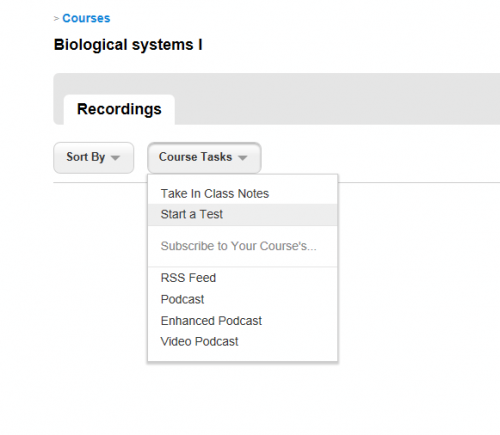 > Courses
Biological systems I
Recordings
Sort By Course Tasks
Take In Class Notes
Start a Test
Subscribe to Your Course's...
RSS Feed
Podcast
Enhanced Podcast
Video Podcast